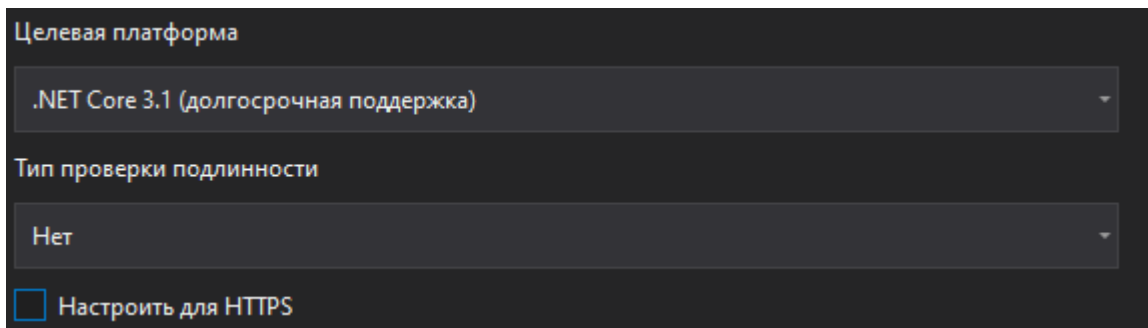 Целевая платформа
.NET Core 3.1 (долгосрочная поддержка)
Тип проверки подлинности
Нет
Настроить для HTTPS